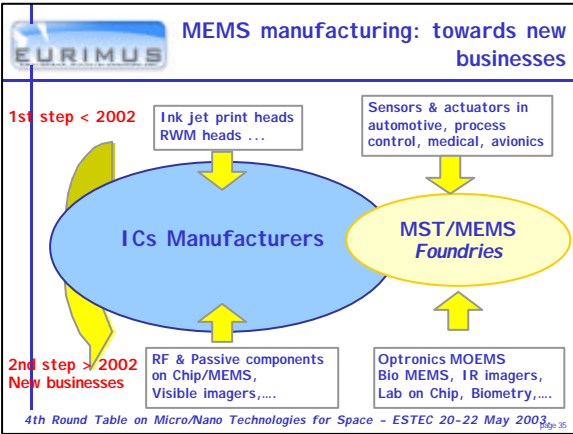 EURIMUS
MEMS manufacturing: towards new
businesses
1st step < 2002
Ink jet print heads
RWM heads ...
Sensors & actuators in
automotive, process
control, medical, avionics
ICs Manufacturers
MST/MEMS
Foundries
2nd step > 2002
New businesses
RF & Passive components
on Chip/MEMS,
Visible imagers,....
Optronics MOEMS
Bio MEMS, IR imagers,
Lab on Chip, Biometry,....
4th Round Table on Micro/Nano Technologies for Space - ESTEC 20-22 May 2003
page 35